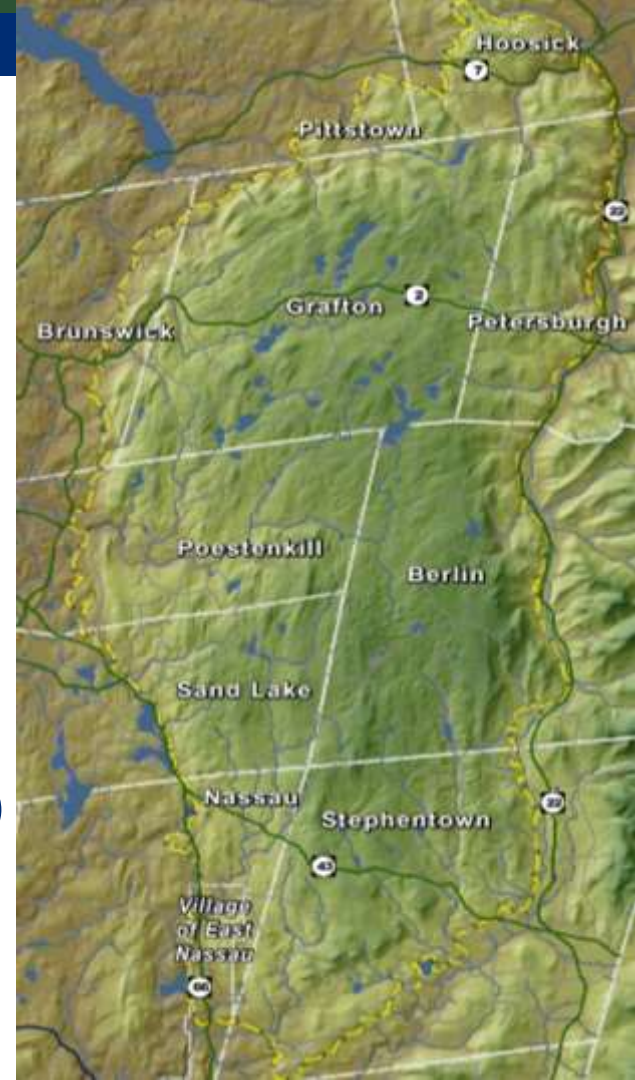 Hoosick
7
Pittstown
22
2
Grafton
Petersburgh
Brunswick
Poestenkill
Berlin
Sand Lake
Nassau
22
Stephentown
43
Village
of East
Nassau
66